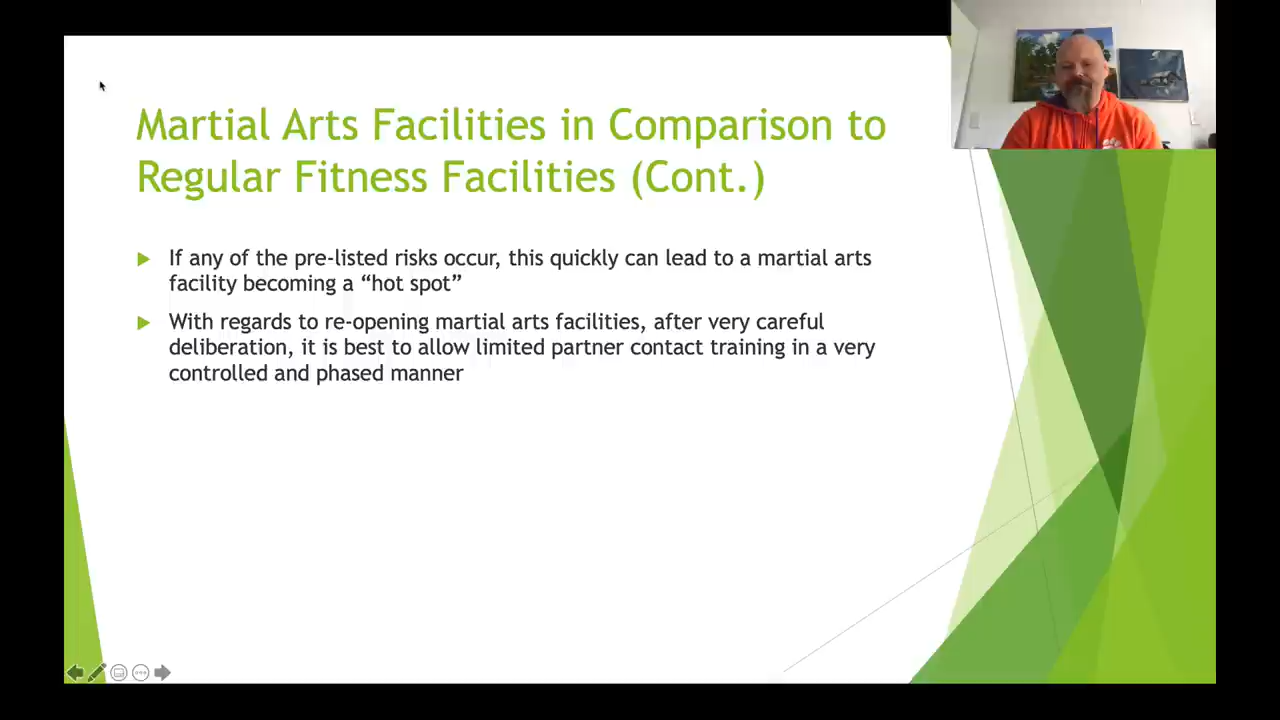 Martial Arts Facilities in Comparison to
Regular Fitness Facilities (Cont.)
If any of the pre-listed risks occur, this quickly can lead to a martial arts
facility becoming a “hot spot”
With regards to re-opening martial arts facilities, after very careful
deliberation, it is best to allow limited partner contact training in a very
controlled and phased manner